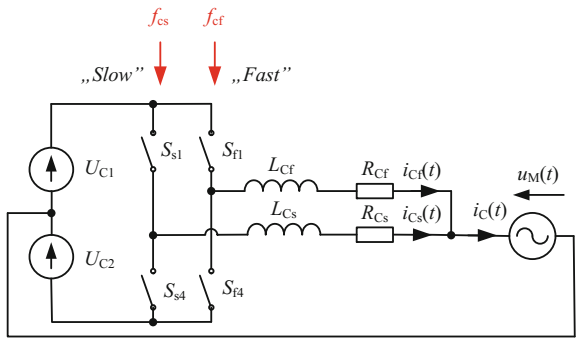 fcs fcf
„Slow” „Fast”
Ss1 Sf1
UC1
LCf RCf iCf(t)
uM(t)
LCs RCs iCs(t) iC(t)
UC2
Ss4 Sf4